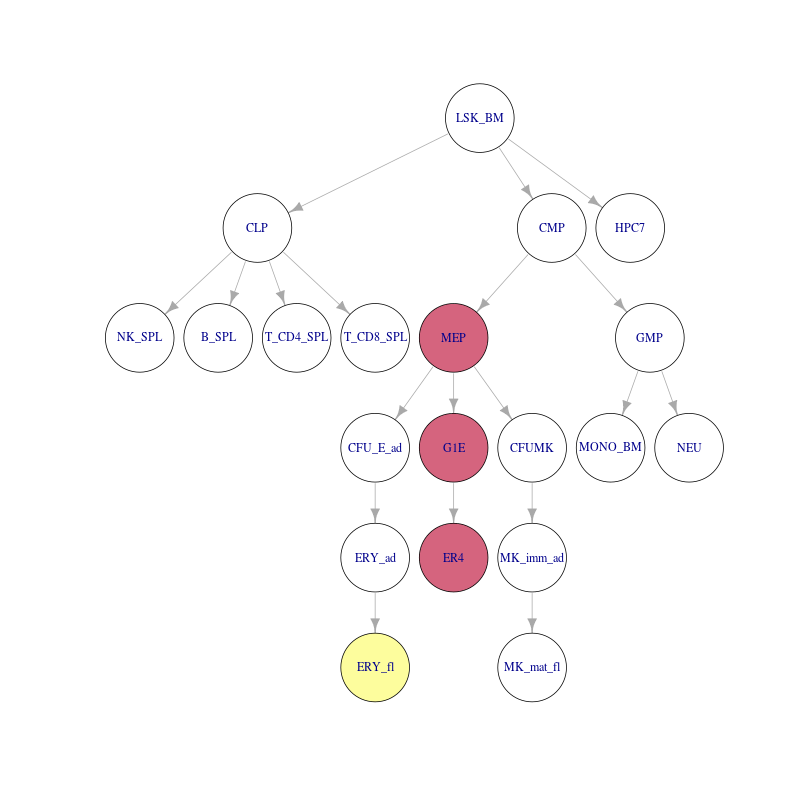 LSK_BM
CLP
CMP
HPC7
NK_SPL
B_SPL
T_CD4_SPL
T_CD8_SPL
MEP
GMP
CFU_E_ad
G1E
CFUMK
MONO_BM
NEU
ERY_ad
ER4
MK_imm_ad
ERY_fl
MK_mat_fl